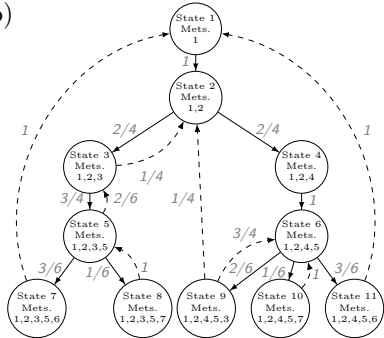 )
State 1
Mets.
1
1
State 2
Mets.
1,2
2/4
2/4
State 3
Mets.
1,2,3
State 4
Mets.
1,2,4
1/4
1
1
3/4
2/6
1/4
1
State 5
Mets.
1,2,3,5
State 6
Mets.
1,2,4,5
3/4
3/6
1/6
1
2/6
1/6
1
3/6
State 7
Mets.
1,2,3,5,6
State 8
Mets.
1,2,3,5,7
State 9
Mets.
1,2,4,5,3
State 10
Mets.
1,2,4,5,7
State 11
Mets.
1,2,4,5,6